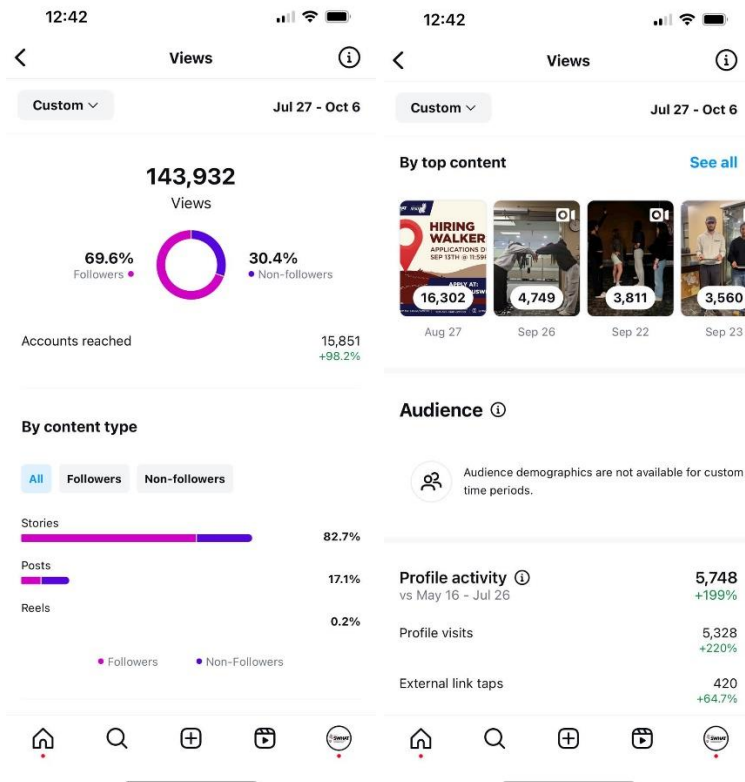 12:42
Views
Custom
Jul 27 - Oct 6
143,932
Views
69.6%
Followers
30.4%
Non-followers
Accounts reached
15,851
+98.2%
By content type
All
Followers
Non-followers
Stories
82.7%
Posts
17.1%
Reels
0.2%
Followers
Non-Followers
12:42
Views
Custom
Jul 27 - Oct 6
By top content
See all
HIRING
WALKER
SEP 13TH @
APPLY AT:
16,302
4,749
3,811
3,560
Aug 27
Sep 26
Sep 22
Sep 23
Audience
Audience demographics are not available for custom
time periods.
Profile activity
5,748
vs May 16 - Jul 26
+199%
Profile visits
5,328
+220%
External link taps
420
+64.7%